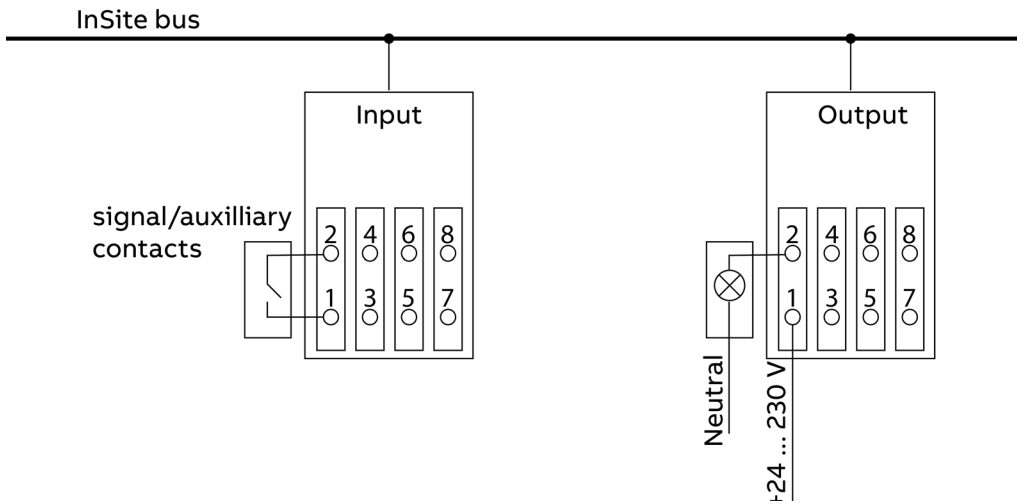 InSite bus
Input
Output
signal/auxilliary
contacts
2 4 6 8
1 3 5 7
2 4 6 8
1 3 5 7
Neutral
+24 ... 230 V